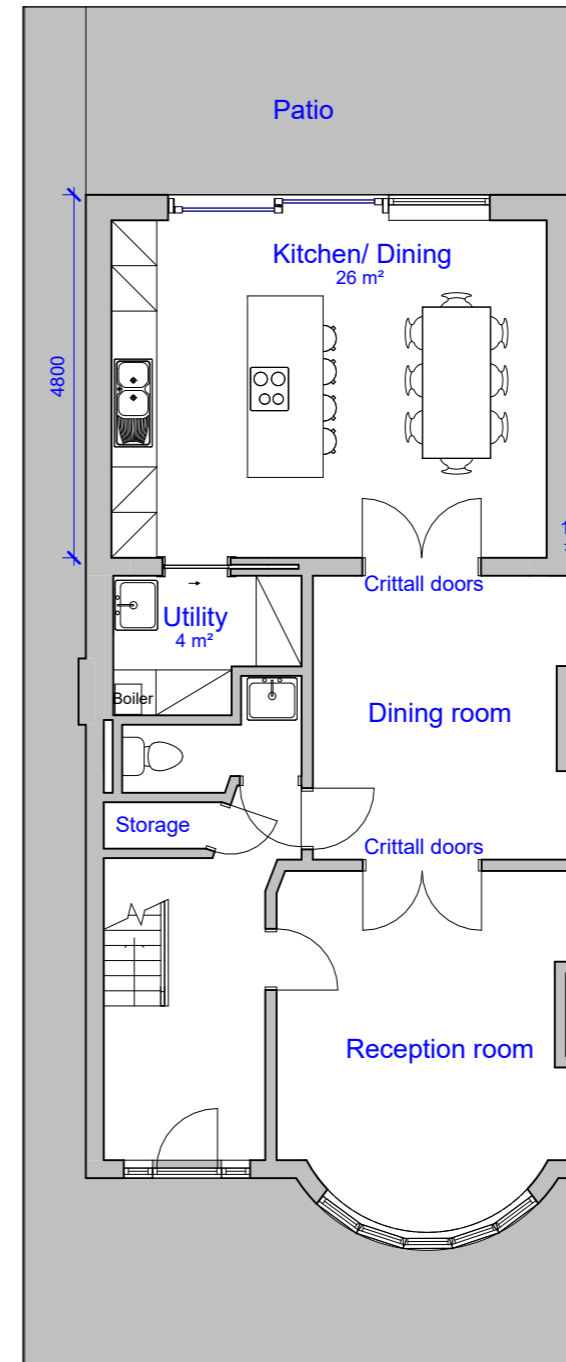 Patio
Kitchen/ Dining
26 m²
4800
Crittall doors
Utility
4 m²
Boiler
Dining room
Storage
Crittall doors
Reception room